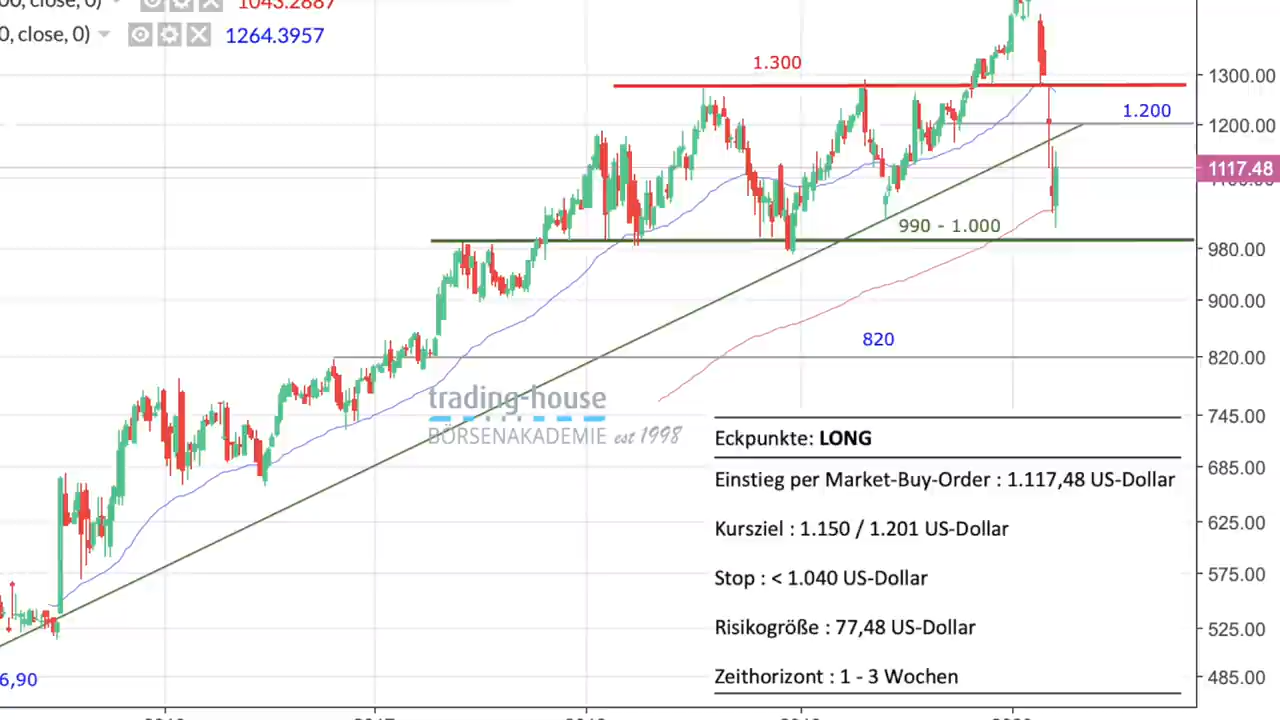 00, close, 0) 1043.2887
0, close, 0) 1264.3957
1.300
1300.00
1.200
1200.00
1117.48
990 - 1.000
980.00
900.00
820
820.00
trading-house
BÖRSENAKADEMIE est 1998
745.00
685.00
625.00
575.00
525.00
485.00
6,90
Eckpunkte: LONG
Einstieg per Market-Buy-Order : 1.117,48 US-Dollar
Kursziel : 1.150 / 1.201 US-Dollar
Stop : < 1.040 US-Dollar
Risikogröße : 77,48 US-Dollar
Zeithorizont : 1 - 3 Wochen